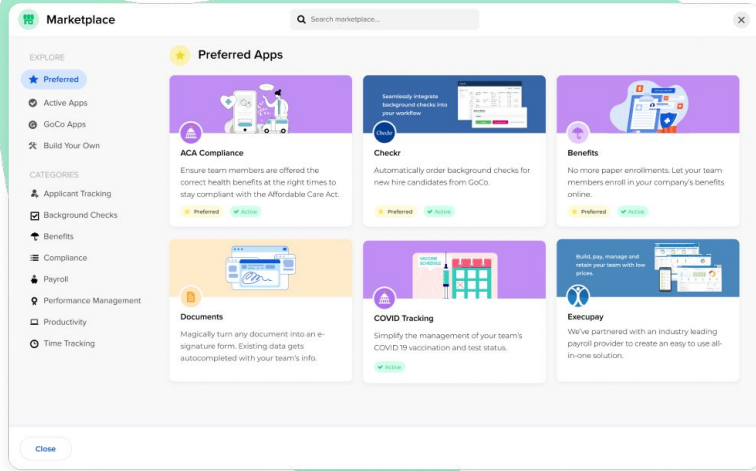 Marketplace
Search marketplace...
EXPLORE
Preferred
Active Apps
GoCo Apps
Build Your Own
CATEGORIES
Applicant Tracking
Background Checks
Benefits
Compliance
Payroll
Performance Management
Productivity
Time Tracking
Preferred Apps
ACA Compliance
Ensure team members are offered the
correct health benefits at the right times to
stay compliant with the Affordable Care Act.
Preferred
Active
Seamlessly integrate
background checks into
your workflow
Checkr
Checkr
Automatically order background checks for
new hire candidates from GoCo.
Preferred
Active
Benefits
No more paper enrollments. Let your team
members enroll in your company's benefits
online.
Preferred
Active
Documents
Magically turn any document into an e-
signature form. Existing data gets
autocompleted with your team's info.
VACCINE
SCHEDULE
COVID Tracking
Simplify the management of your team's
COVID 19 vaccination and test status.
Active
Build, pay, manage and
retain your team with low
prices.
Execupay
We've partnered with an industry leading
payroll provider to create an easy to use all-
in-one solution.
Close